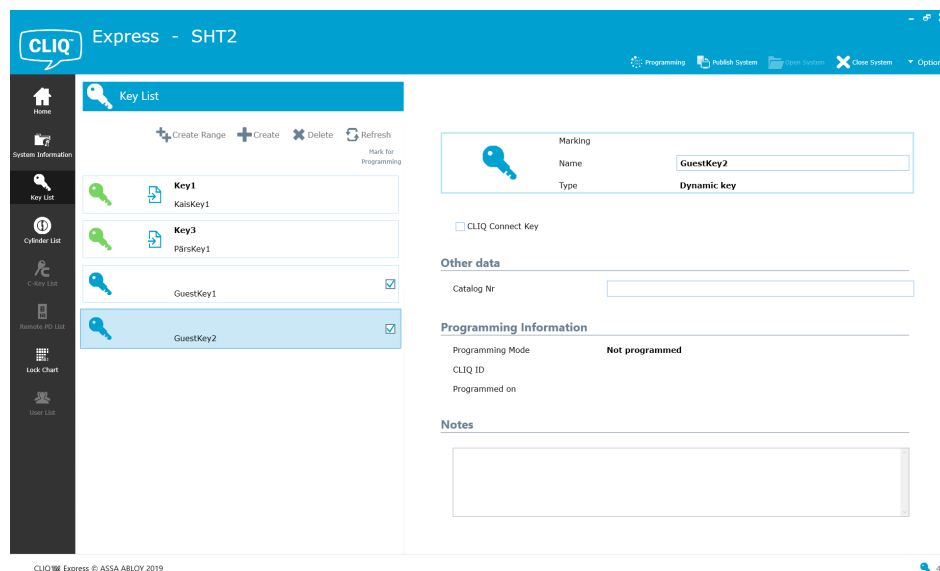 CLIQ™ Express - SHT2
Programming Publish System Open System Close System Option
Home
System Information
Key List
Cylinder List
C-Key List
Remote PD List
Lock Chart
User List
Key List
Create Range Create Delete Refresh
Mark for
Programming
Key1
KaisKey1
Key3
PärsKey1
GuestKey1
GuestKey2
Marking
Name GuestKey2
Type Dynamic key
CLIQ Connect Key
Other data
Catalog Nr
Programming Information
Programming Mode Not programmed
CLIQ ID
Programmed on
Notes
Express © ASSA ABLOY 2019
4